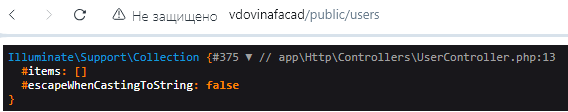 Не защищено vdovinafacad/public/users
Illuminate\Support\Collection {#375 ▼ // app\Http\Controllers\UserController.php:13
#items: []
#escapeWhenCastingToString: false
}